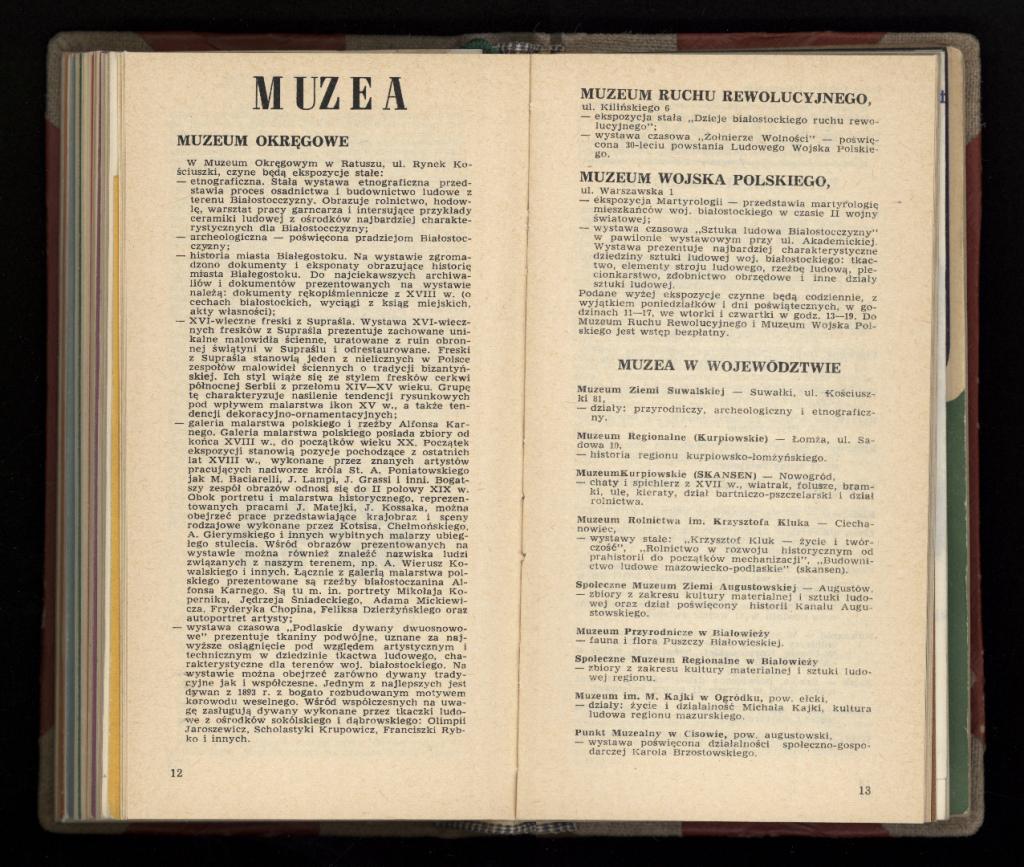 MUZEA
MUZEUM OKRĘGOWE
W Muzeum Okręgowym w Ratuszu, ul. Rynek Ko-
ściuszki, czyne będą ekspozycje stałe:
— etnograficzna. Stała wystawa etnograficzna przed-
stawia proces osadnictwa i budownictwo ludowe z
terenu Białostocczyzny. Obrazuje rolnictwo, hodow-
lę, warsztat pracy garncarza i intersujące przykłady
ceramiki ludowej z ośrodków najbardziej charakte-
rystycznych dla Białostocczyzny;
— archeologiczna — poświęcona pradziejom Białostoc-
czyzny;
— historia miasta Białegostoku. Na wystawie zgroma-
dzono dokumenty i eksponaty obrazujące historię
miasta Białegostoku. Do najciekawszych archiwa-
liów i dokumentów prezentowanych na wystawie
należą: dokumenty rękopiśmiennicze z XVIII w. (o
cechach białostockich, wyciągi z ksiąg miejskich,
akty własności);
— XVI-wieczne freski z Supraśla. Wystawa XVI-wiecz-
nych fresków z Supraśla prezentuje zachowane uni-
kalne malowidła ścienne, uratowane z ruin obron-
nej świątyni w Supraślu i odrestaurowane. Freski
z Supraśla stanowią jeden z nielicznych w Polsce
zespołów malowideł ściennych o tradycji bizantyń-
skiej. Ich styl wiąże się ze stylem fresków cerkwi
północnej Serbii z przełomu XIV—XV wieku. Grupę
tę charakteryzuje nasilenie tendencji rysunkowych
pod wpływem malarstwa ikon XV w., a także ten-
dencji dekoracyjno-ornamentacyjnych;
— galeria malarstwa polskiego i rzeźby Alfonsa Kar-
nego. Galeria malarstwa polskiego posiada zbiory od
końca XVIII w., do początków wieku XX. Początek
ekspozycji stanowią pozycje pochodzące z ostatnich
lat XVIII w., wykonane przez znanych artystów
pracujących nadworze króla St. A. Poniatowskiego
jak M. Baciarelli, J. Lampi, J. Grassi i inni. Bogat-
szy zespół obrazów odnosi się do II połowy XIX w.
Obok portretu i malarstwa historycznego, reprezen-
towanych pracami J. Matejki, J. Kossaka, można
obejrzeć prace przedstawiające krajobraz i sceny
rodzajowe wykonane przez Kotsisa, Chełmońskiego,
A. Gierymskiego i innych wybitnych malarzy ubieg-
łego stulecia. Wśród obrazów prezentowanych na
wystawie można również znaleźć nazwiska ludzi
związanych z naszym terenem, np. A. Wierusz Ko-
walskiego i innych. Łącznie z galerią malarstwa pol-
skiego prezentowane są rzeźby białostoczanina Al-
fonsa Karnego. Są tu m. in. portrety Mikołaja Ko-
pernika, Jędrzeja Śniadeckiego, Adama Mickiewi-
cza, Fryderyka Chopina, Feliksa Dzierżyńskiego oraz
autoportret artysty;
— wystawa czasowa „Podlaskie dywany dwuosnowo-
we" prezentuje tkaniny podwójne, uznane za naj-
wyższe osiągnięcie pod względem artystycznym i
technicznym w dziedzinie tkactwa ludowego, cha-
rakterystyczne dla terenów woj. białostockiego. Na
wystawie można obejrzeć zarówno dywany trady-
cyjne jak i współczesne. Jednym z najlepszych jest
dywan z 1893 r. z bogato rozbudowanym motywem
korowodu weselnego. Wśród współczesnych na uwa-
gę zasługują dywany wykonane przez tkaczki ludo-
we z ośrodków sokólskiego i dąbrowskiego: Olimpii
Jaroszewicz, Scholastyki Krupowicz, Franciszki Ryb-
ko i innych.
12
MUZEUM RUCHU REWOLUCYJNEGO,
ul. Kilińskiego 6
— ekspozycja stała „Dzieje białostockiego ruchu rewo-
lucyjnego";
— wystawa czasowa „Żołnierze Wolności" — poświę-
cona 30-leciu powstania Ludowego Wojska Polskie-
go.
MUZEUM WOJSKA POLSKIEGO,
ul. Warszawska 1
— ekspozycja Martyrologii — przedstawia martyrologię
mieszkańców woj. białostockiego w czasie II wojny
światowej;
— wystawa czasowa „Sztuka ludowa Białostocczyzny"
w pawilonie wystawowym przy ul. Akademickiej.
Wystawa prezentuje najbardziej charakterystyczne
dziedziny sztuki ludowej woj. białostockiego: tkac-
two, elementy stroju ludowego, rzeźbę ludową, ple-
cionkarstwo, zdobnictwo obrzędowe i inne działy
sztuki ludowej.
Podane wyżej ekspozycje czynne będą codziennie, z
wyjątkiem poniedziałków i dni poświątecznych, w go-
dzinach 11—17, we wtorki i czwartki w godz. 13—19. Do
Muzeum Ruchu Rewolucyjnego i Muzeum Wojska Pol-
skiego jest wstęp bezpłatny.
MUZEA W WOJEWÓDZTWIE
Muzeum Ziemi Suwalskiej — Suwałki, ul. Kościusz-
ki 81,
— działy: przyrodniczy, archeologiczny i etnograficz-
ny.
Muzeum Regionalne (Kurpiowskie) — Łomża, ul. Sa-
dowa 10,
— historia regionu kurpiowsko-łomżyńskiego.
MuzeumKurpiowskie (SKANSEN) — Nowogród,
— chaty i spichlerz z XVII w., wiatrak, folusze, bram-
ki, ule, kieraty, dział bartniczo-pszczelarski i dział
rolnictwa.
Muzeum Rolnictwa im. Krzysztofa Kluka — Ciecha-
nowiec,
— wystawy stałe: „Krzysztof Kluk — życie i twór-
czość", „Rolnictwo w rozwoju historycznym od
prahistorii do początków mechanizacji", „Budowni-
ctwo ludowe mazowiecko-podlaskie" (skansen).
Społeczne Muzeum Ziemi Augustowskiej — Augustów,
— zbiory z zakresu kultury materialnej i sztuki ludo-
wej oraz dział poświęcony historii Kanału Augu-
stowskiego.
Muzeum Przyrodnicze w Białowieży
— fauna i flora Puszczy Białowieskiej.
Społeczne Muzeum Regionalne w Białowieży
— zbiory z zakresu kultury materialnej i sztuki ludo-
wej regionu.
Muzeum im. M. Kajki w Ogródku, pow. ełcki,
— działy: życie i działalność Michała Kajki, kultura
ludowa regionu mazurskiego.
Punkt Muzealny w Cisowie, pow. augustowski,
— wystawa poświęcona działalności społeczno-gospo-
darczej Karola Brzostowskiego.
13